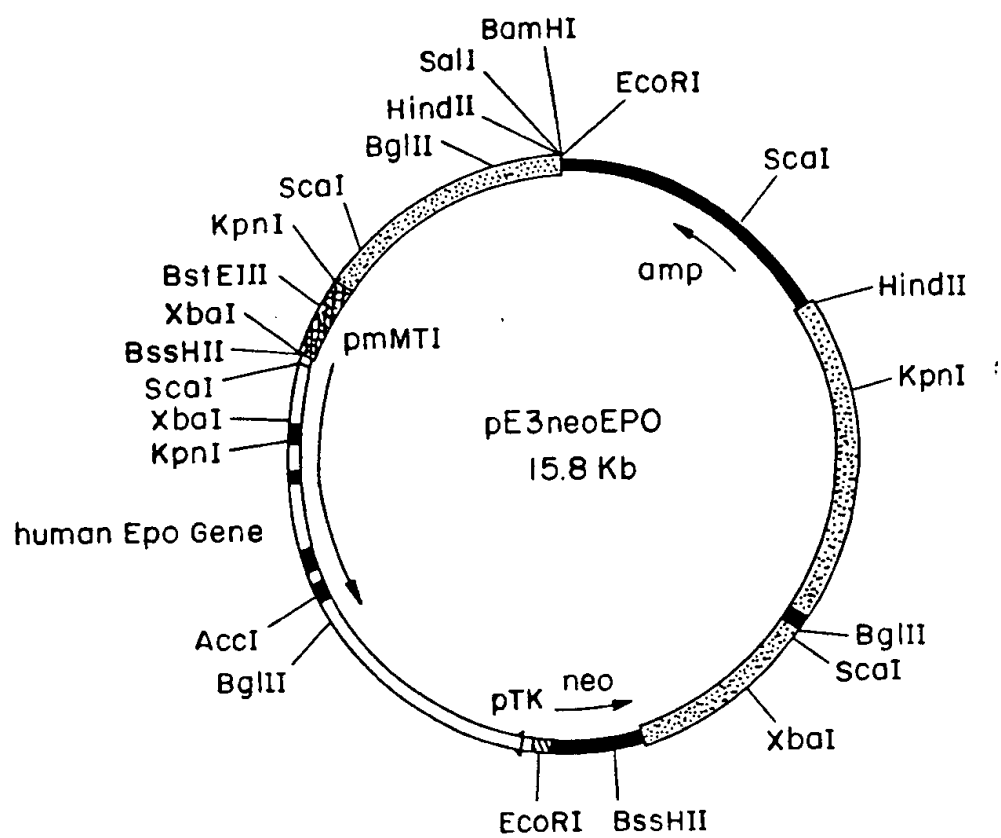 BamHI
SalI
EcoRI
HindII
BglII
ScaI
ScaI
KpnI
amp
BstEIII
HindII
XbaI
pmMTI
BssHII
KpnI
ScaI
XbaI
pE3neoEPO
KpnI
15.8 Kb
human Epo Gene
AccI
BglII
BglII
ScaI
pTK
neo
XbaI
EcoRI
BssHII